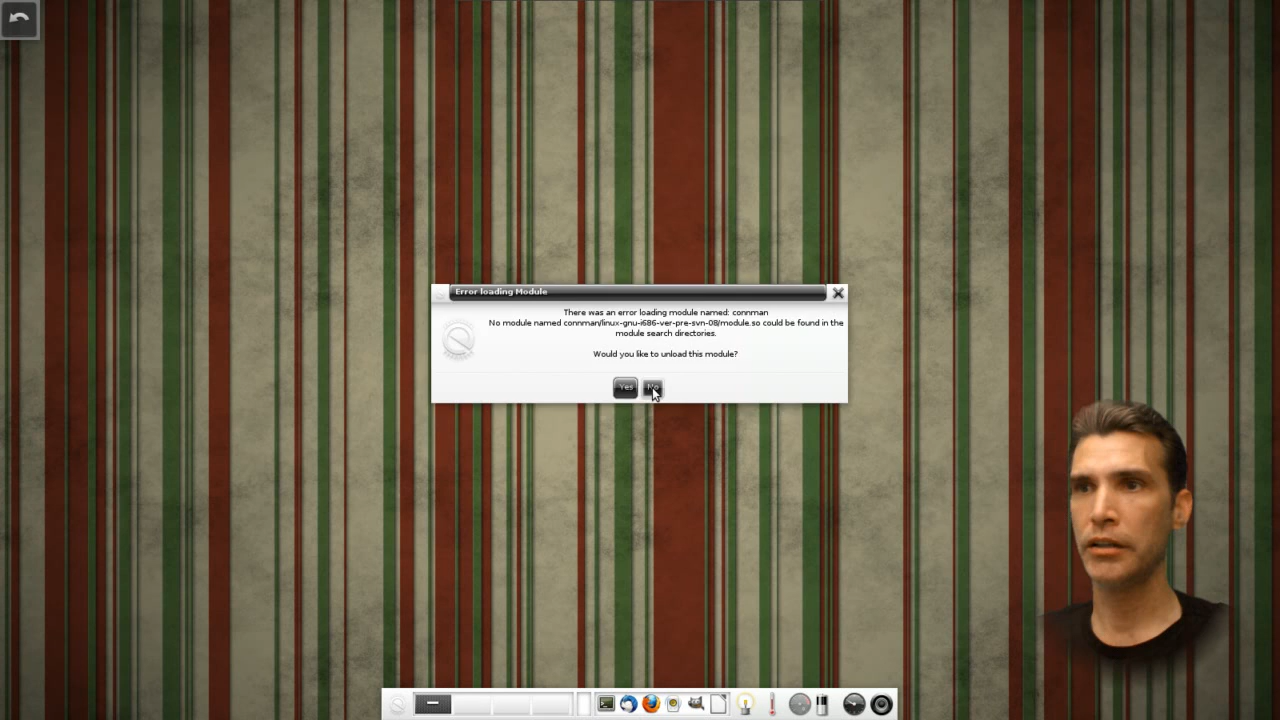 Error loading Module
There was an error loading module named: connman
No module named connman/linux-gnu-i686-ver-pre-svn-08/module.so could be found in the
module search directories.
Would you like to unload this module?
Yes
No